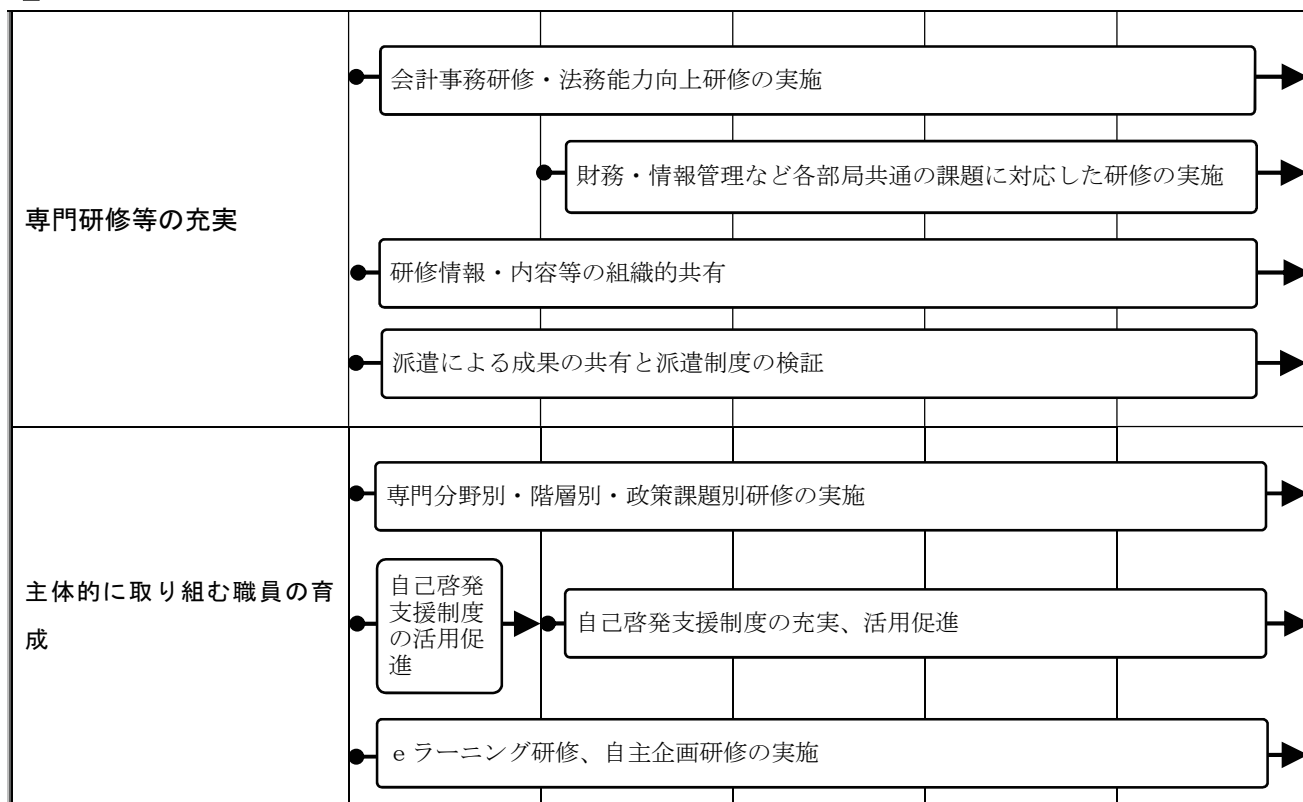 専門研修等の充実
会計事務研修・法務能力向上研修の実施
財務・情報管理など各部局共通の課題に対応した研修の実施
研修情報・内容等の組織的共有
派遣による成果の共有と派遣制度の検証
主体的に取り組む職員の育
成
専門分野別・階層別・政策課題別研修の実施
自己啓発
支援制度
の活用促
進
自己啓発支援制度の充実、活用促進
eラーニング研修、自主企画研修の実施